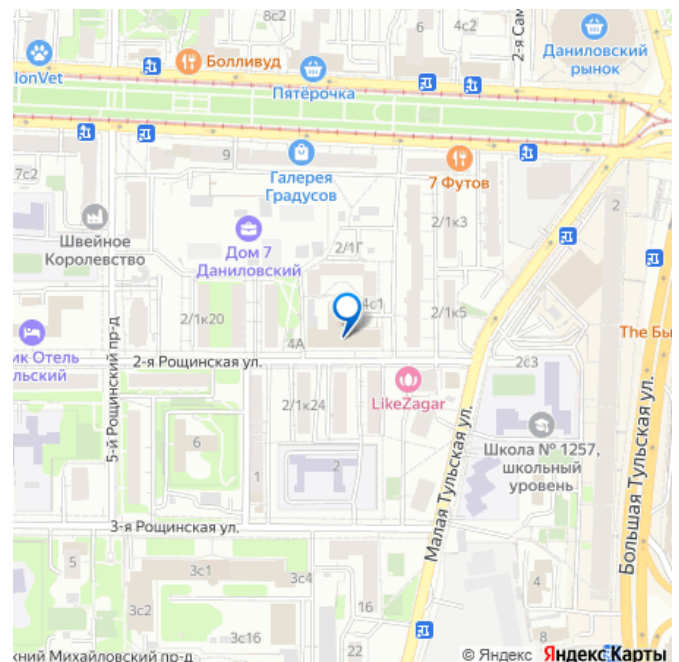 8с2
6
4с2
2-я Сам
Даниловский
рынок
Болливуд
lonVet
Пятёрочка
9
7с2
Галерея
Градусов
7 Футов
2
Швейное
Королевство
Дом 7
Даниловский
2/1Г
2/1к3
4с1
2/1к20
2/1к5
4А
The Бы
ик Отель
льский
5-й Рощинский пр-д
2-я Рощинская ул.
2с3
LikeZagar
2/1к24
6
Школа № 1257,
школьный
уровень
1
2
Малая Тульская ул.
Большая Тульская ул.
3-я Рощинская ул.
5
3с1
3с4
4
3с2
16
3с16
22
хний Михайловский пр-д
© Яндекс Яндекс Карты